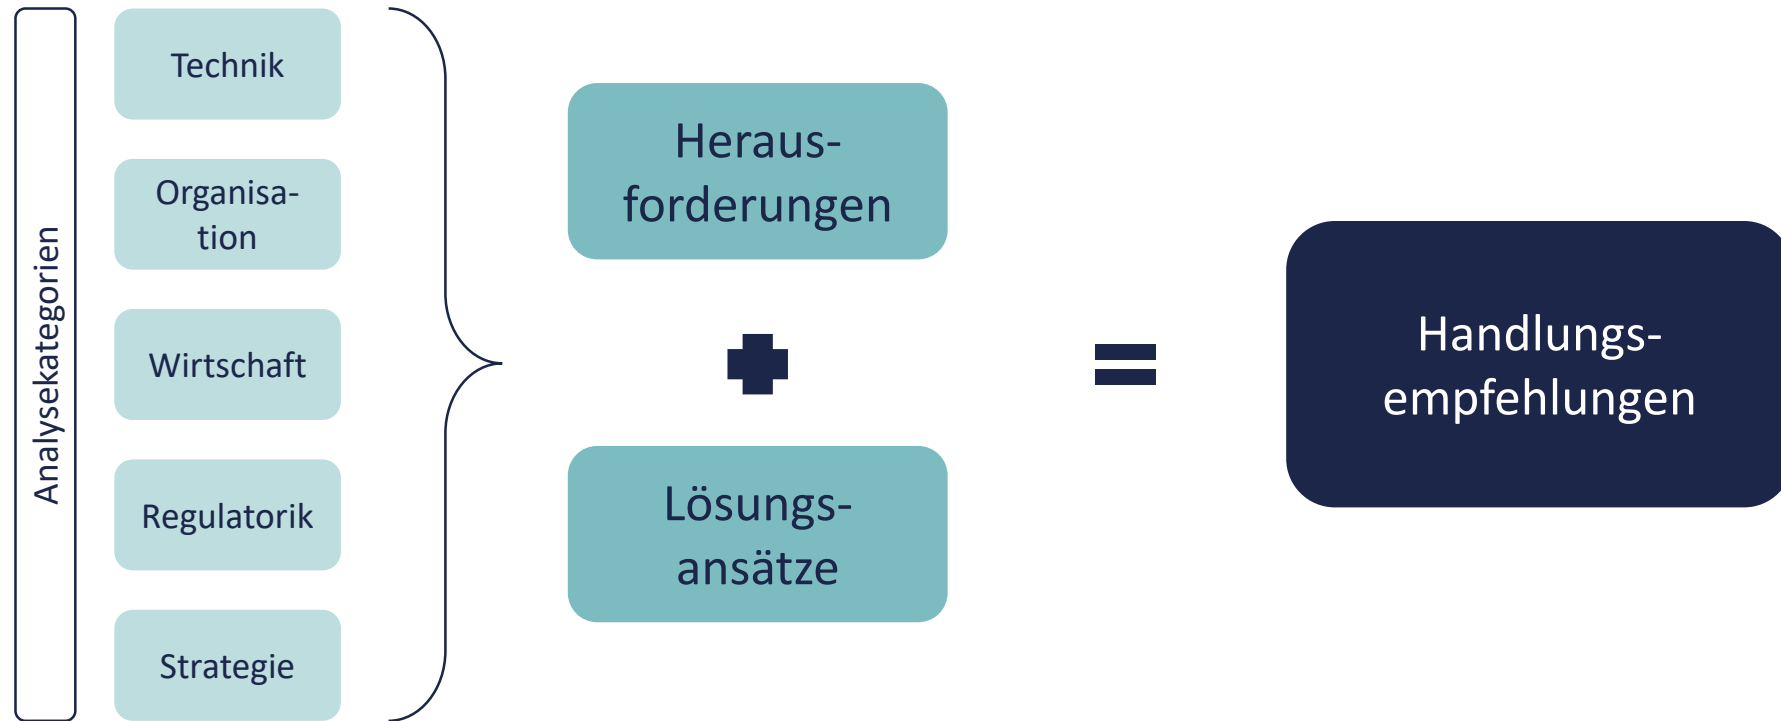 Analysekategorien
Technik
Organisa-
tion
Wirtschaft
Regulatorik
Strategie
Heraus-
forderungen
Lösungs-
ansätze
Handlungs-
empfehlungen